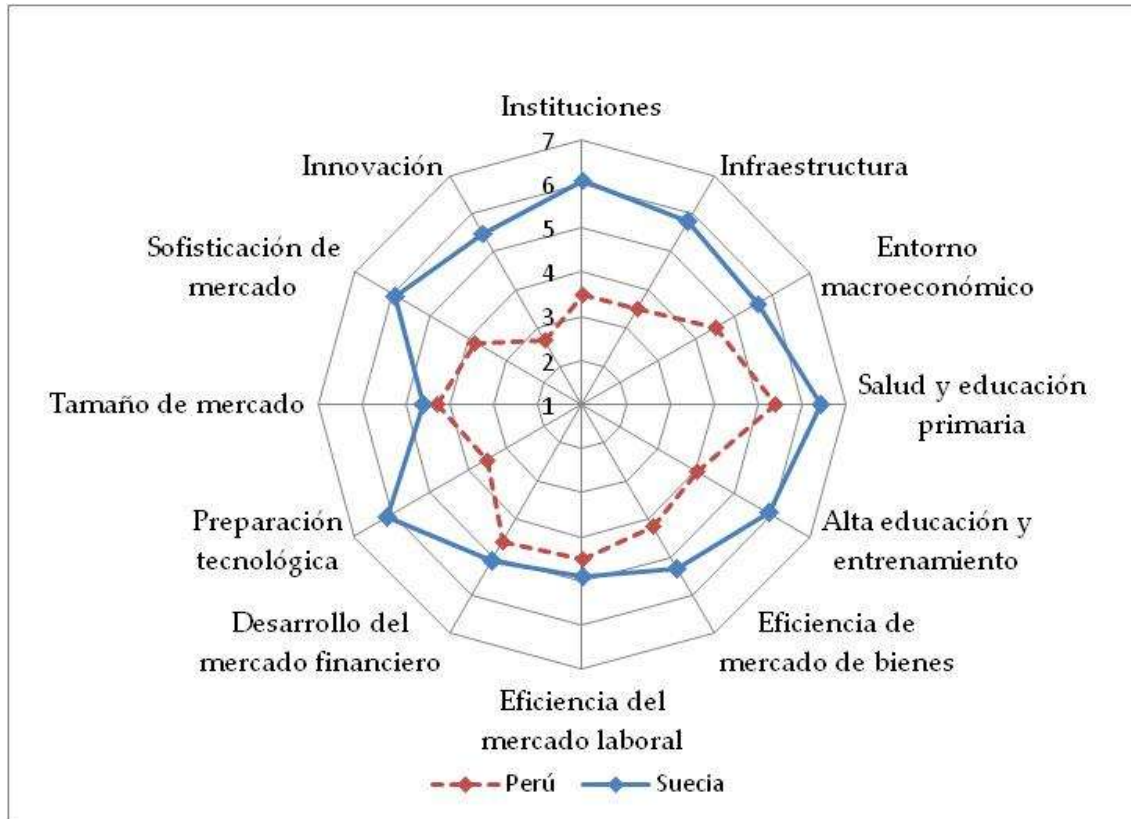 Instituciones
7
6
5
4
3
2
1
Infraestructura
Entorno
macroeconómico
Salud y educación
primaria
Alta educación y
entrenamiento
Eficiencia de
mercado de bienes
Eficiencia del
mercado laboral
Desarrollo del
mercado financiero
Preparación
tecnológica
Tamaño de mercado
Sofisticación de
mercado
Innovación
Perú
Suecia